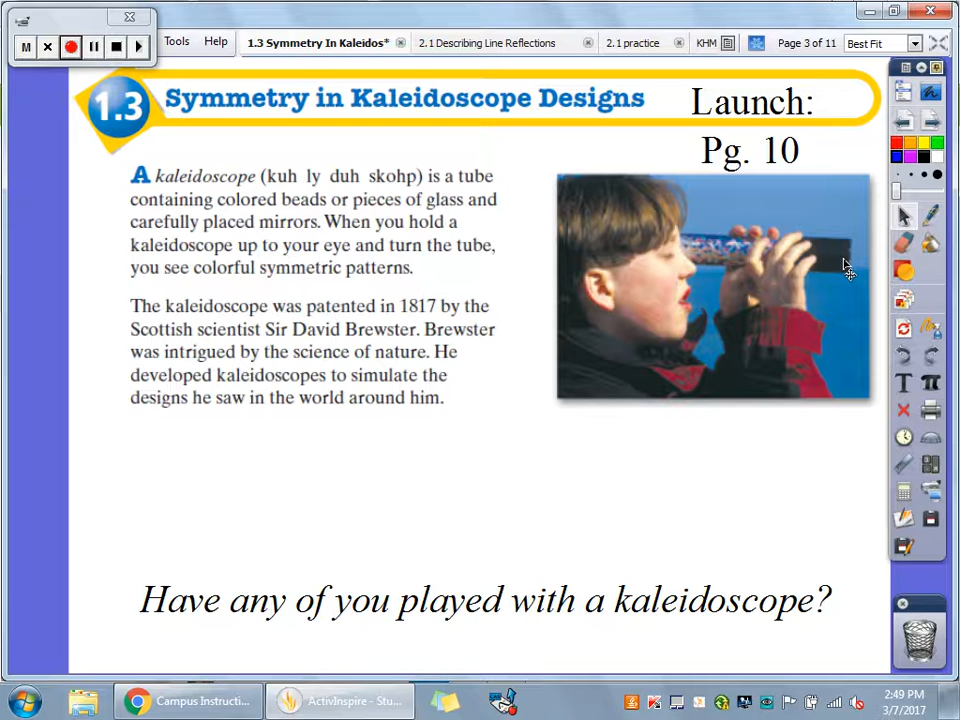 M
Tools Help
1.3 Symmetry In Kaleidos* 2.1 Describing Line Reflections 2.1 practice KHM Page 3 of 11 Best Fit
1.3 Symmetry in Kaleidoscope Designs
Launch:
Pg. 10
A kaleidoscope (kuh ly duh skohp) is a tube
containing colored beads or pieces of glass and
carefully placed mirrors. When you hold a
kaleidoscope up to your eye and turn the tube,
you see colorful symmetric patterns.
The kaleidoscope was patented in 1817 by the
Scottish scientist Sir David Brewster. Brewster
was intrigued by the science of nature. He
developed kaleidoscopes to simulate the
designs he saw in the world around him.
Have any of you played with a kaleidoscope?
Campus Instructi... ActivInspire - Stu...
2:49 PM
3/7/2017